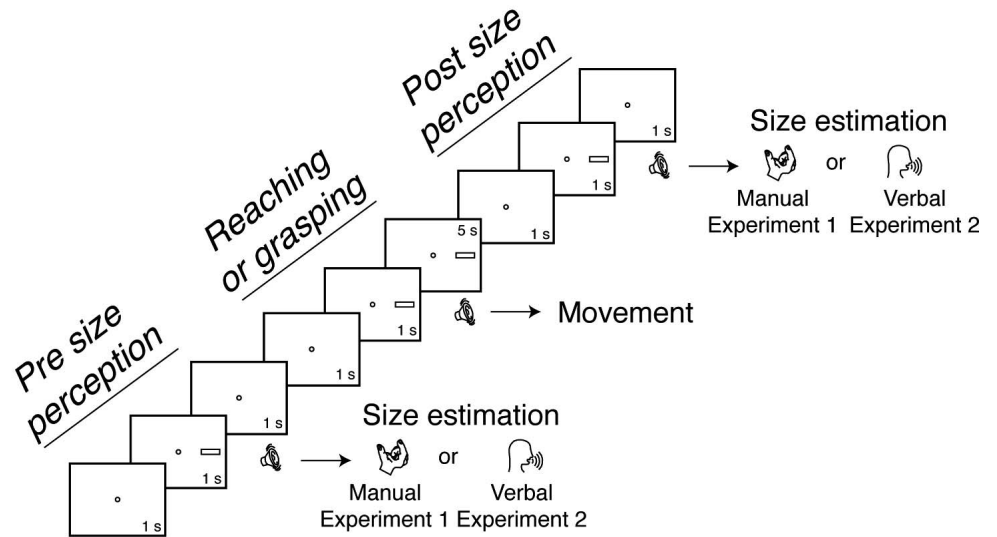 Post size
perception
1 s
1 s
Size estimation
or
Manual
Experiment 1
Verbal
Experiment 2
Reaching
or grasping
1 s
5 s
1 s
1 s
Movement
Pre size
perception
1 s
1 s
1 s
Size estimation
or
Manual
Experiment 1
Verbal
Experiment 2